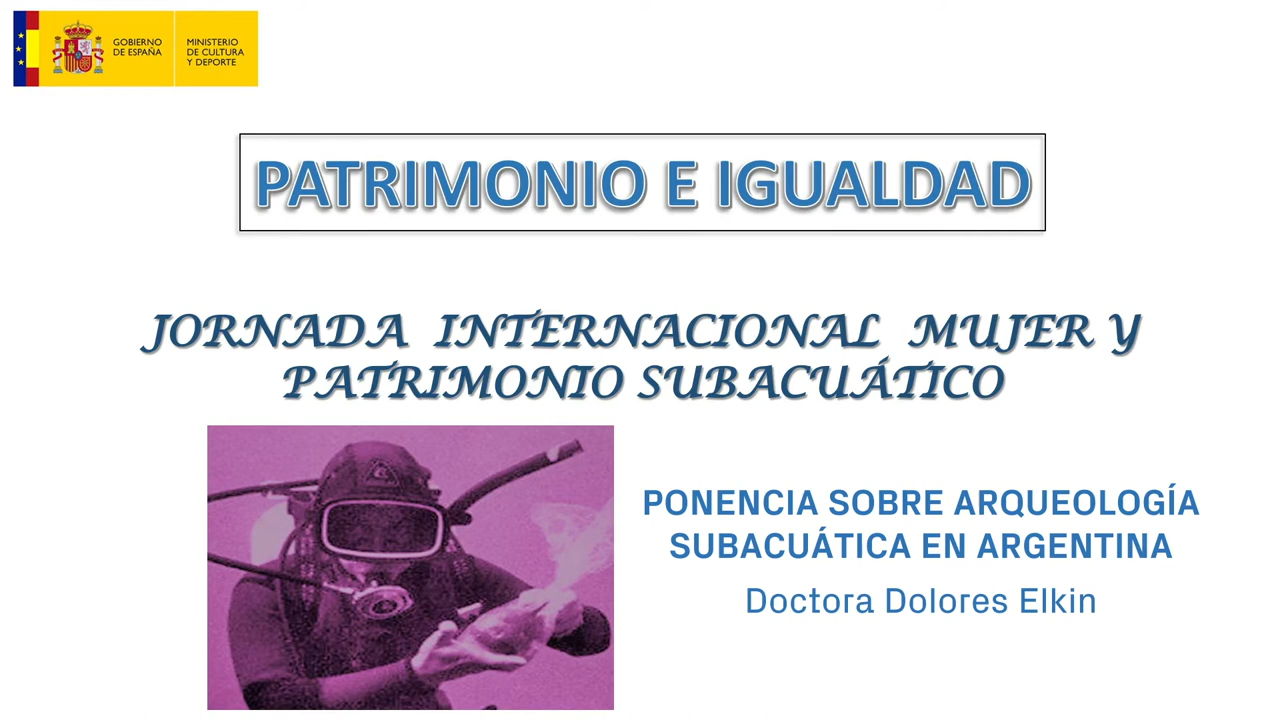 GOBIERNO
DE ESPAÑA
MINISTERIO
DE CULTURA
Y DEPORTE
PATRIMONIO E IGUALDAD
JORNADA INTERNACIONAL MUJER Y
PATRIMONIO SUBACUÁTICO
PONENCIA SOBRE ARQUEOLOGÍA
SUBACUÁTICA EN ARGENTINA
Doctora Dolores Elkin